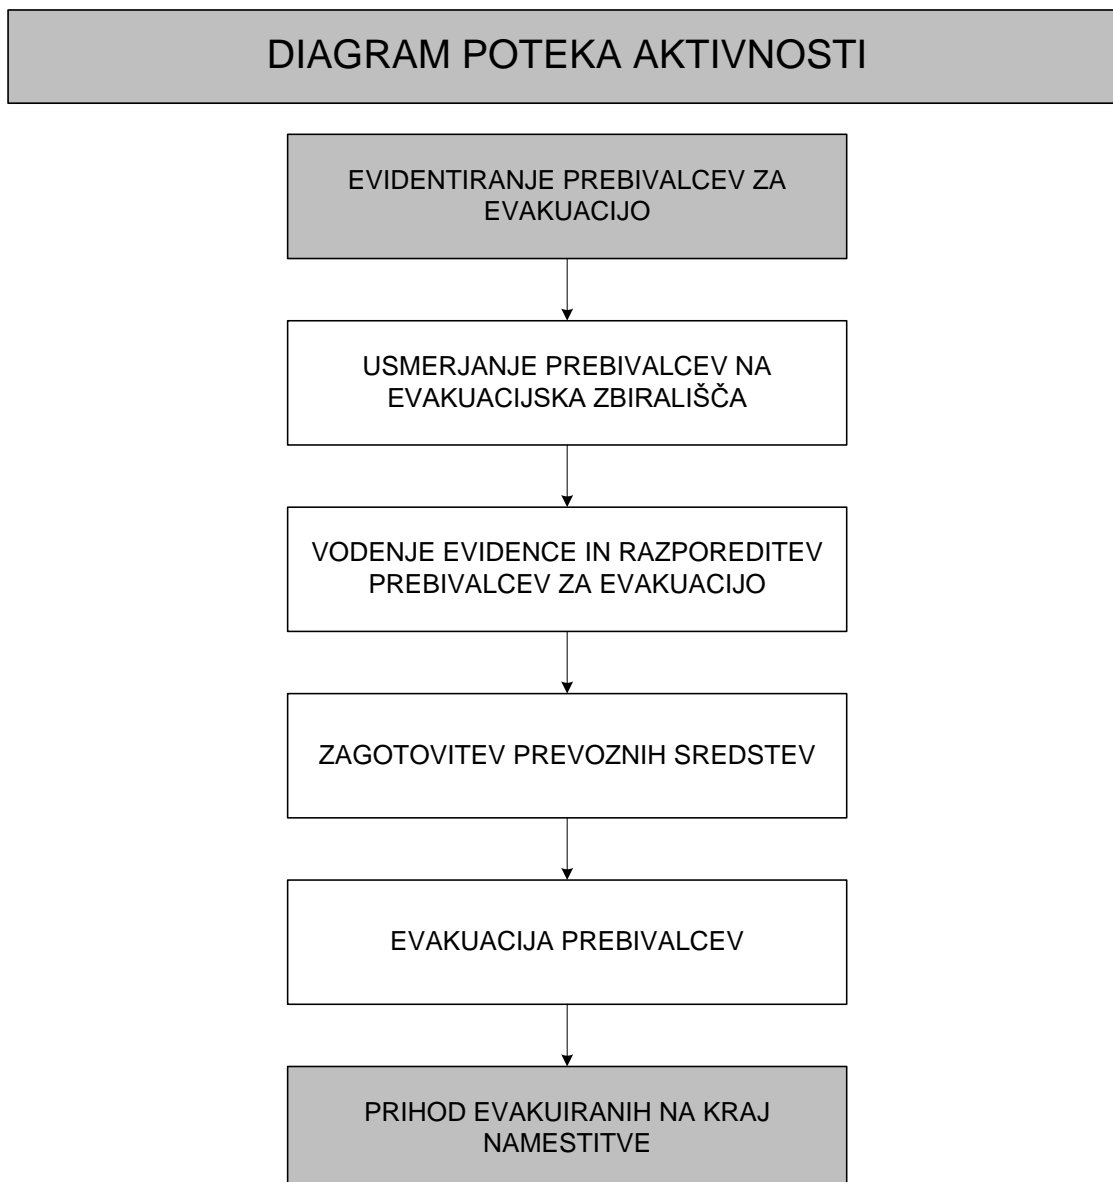 DIAGRAM POTEKA AKTIVNOSTI
EVIDENTIRANJE PREBIVALCEV ZA
EVAKUACIJO
USMERJANJE PREBIVALCEV NA
EVAKUACIJSKA ZBIRALIŠČA
VODENJE EVIDENCE IN RAZPOREDITEV
PREBIVALCEV ZA EVAKUACIJO
ZAGOTOVITEV PREVOZNIH SREDSTEV
EVAKUACIJA PREBIVALCEV
PRIHOD EVAKUIRANIH NA KRAJ
NAMESTITVE